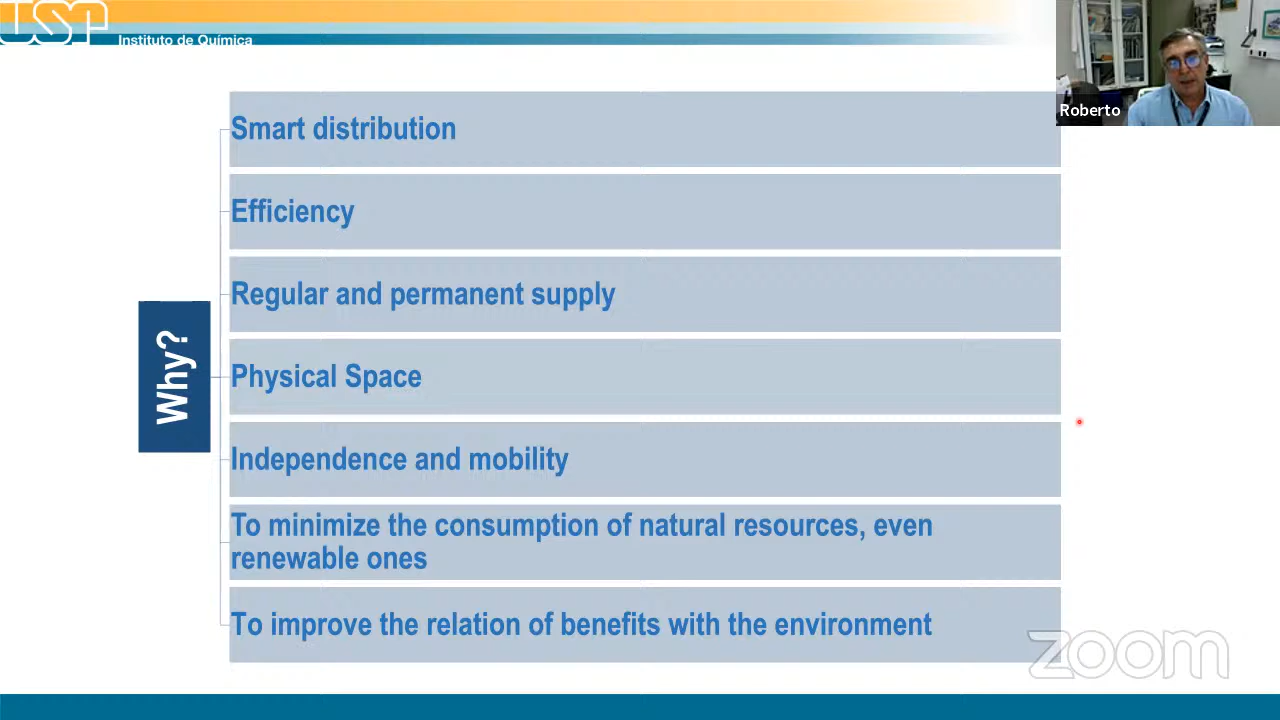 USP
Instituto de Química
Roberto
Smart distribution
Efficiency
Regular and permanent supply
Physical Space
Why?
Independence and mobility
To minimize the consumption of natural resources, even
renewable ones
To improve the relation of benefits with the environment
zoom